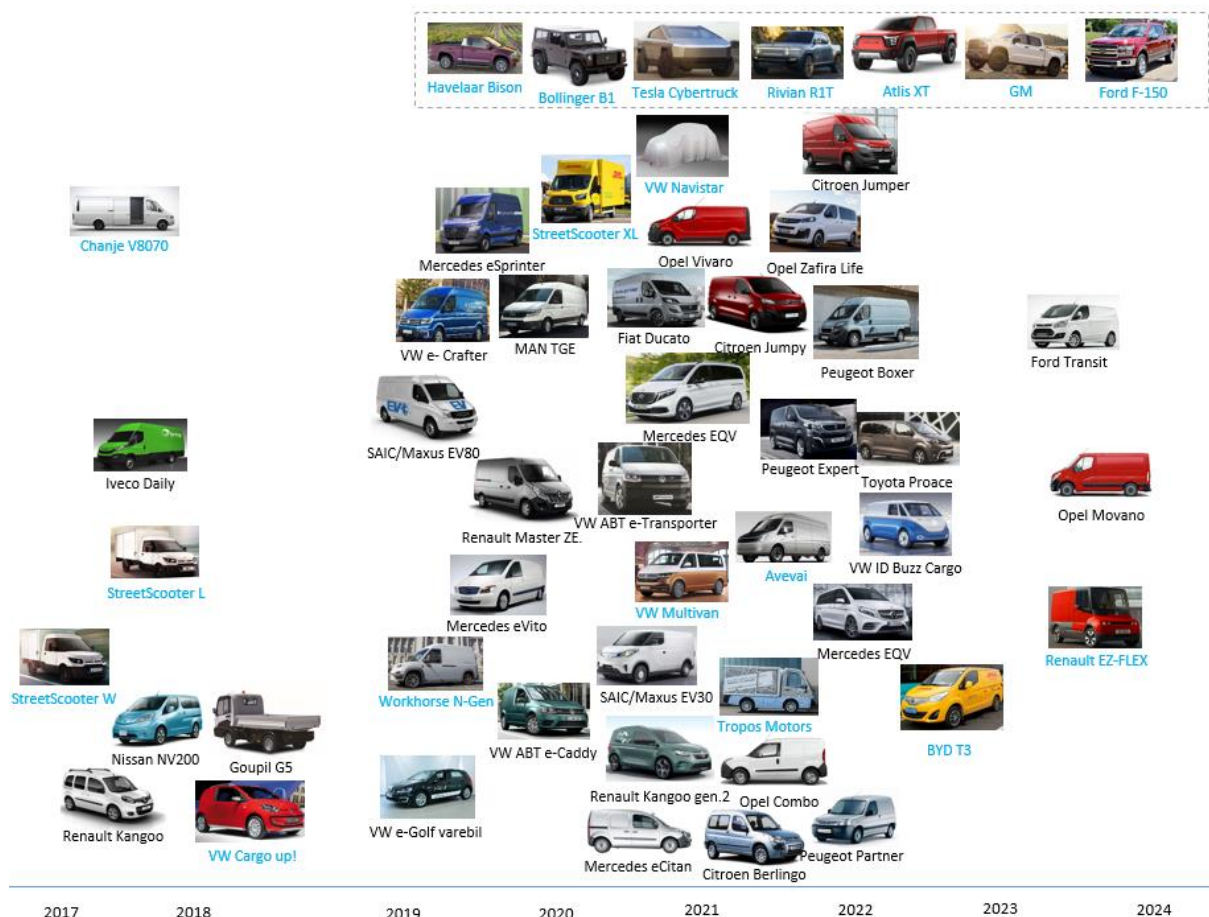 Havelaar Bison
Bollinger B1
Tesla Cybertruck
Rivian R1T
Atlis XT
GM
Ford F-150
VW Navistar
Citroen Jumper
Chanje V8070
StreetScooter XL
Mercedes eSprinter
Opel Vivaro
Opel Zafira Life
VW e- Crafter
MAN TGE
Fiat Ducato
Citroen Jumpy
Peugeot Boxer
Ford Transit
SAIC/Maxus EV80
Mercedes EQV
Iveco Daily
Peugeot Expert
Toyota Proace
Renault Master ZE.
VW ABT e-Transporter
Opel Movano
StreetScooter L
Avevai
VW ID Buzz Cargo
Mercedes eVito
VW Multivan
Mercedes EQV
Renault EZ-FLEX
StreetScooter W
Workhorse N-Gen
SAIC/Maxus EV30
Tropos Motors
Nissan NV200
Goupil G5
VW ABT e-Caddy
BYD T3
Renault Kangoo
VW Cargo up!
VW e-Golf varebil
Renault Kangoo gen.2
Opel Combo
Mercedes eCitan
Citroen Berlingo
Peugeot Partner
2017
2018
2019
2020
2021
2022
2023
2024